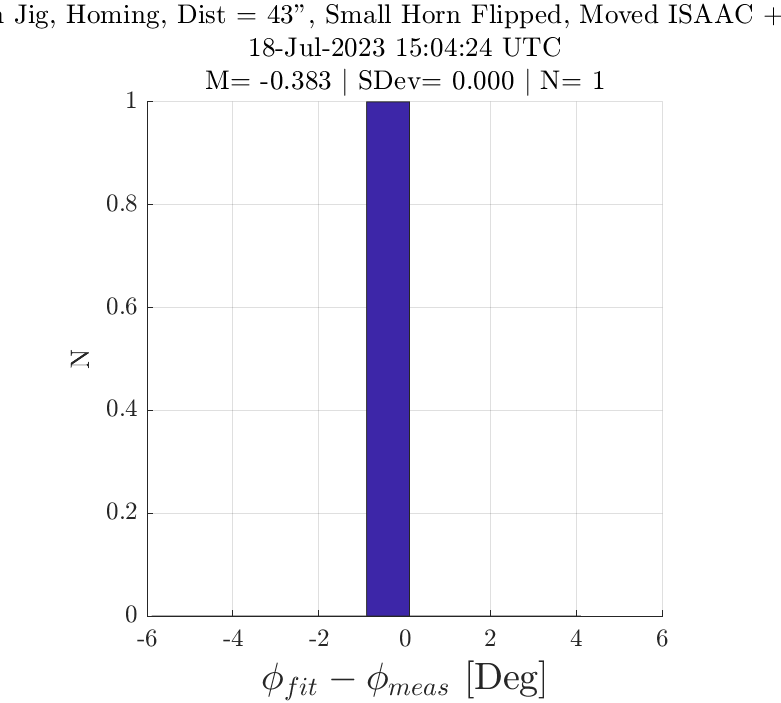 Jig, Homing, Dist = 43", Small Horn Flipped, Moved ISAAC +
18-Jul-2023 15:04:24 UTC
M= -0.383 | SDev= 0.000 | N= 1
1
0.8
0.6
0.4
0.2
0
N
-6 -4 -2 0 2 4 6
ϕ_fit − ϕ_meas [Deg]